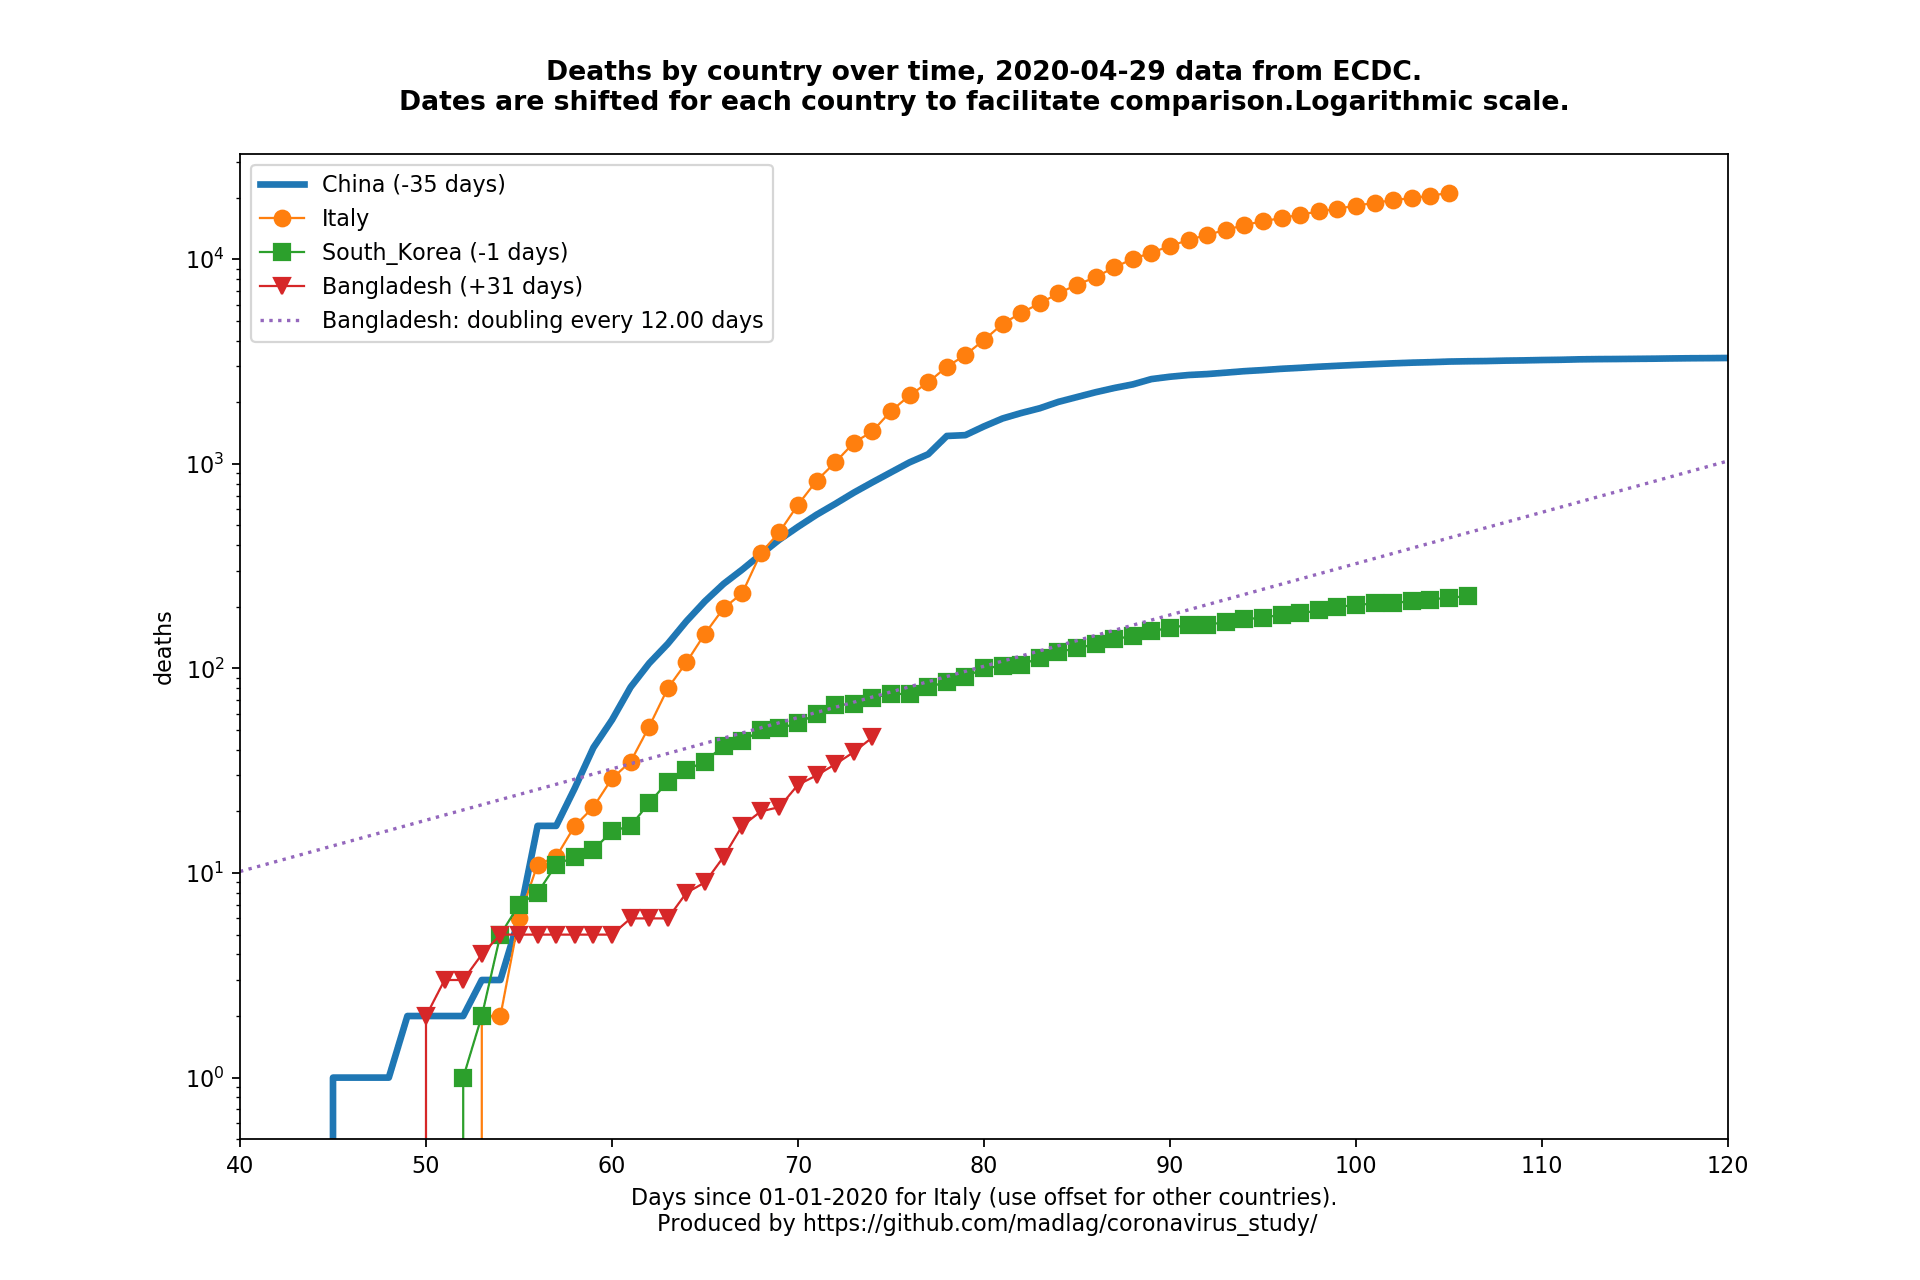 Deaths by country over time, 2020-04-29 data from ECDC.
Dates are shifted for each country to facilitate comparison.Logarithmic scale.
China (-35 days)
Italy
South_Korea (-1 days)
Bangladesh (+31 days)
Bangladesh: doubling every 12.00 days
deaths
10⁴
10³
10²
10¹
10⁰
40 50 60 70 80 90 100 110 120
Days since 01-01-2020 for Italy (use offset for other countries).
Produced by https://github.com/madlag/coronavirus_study/